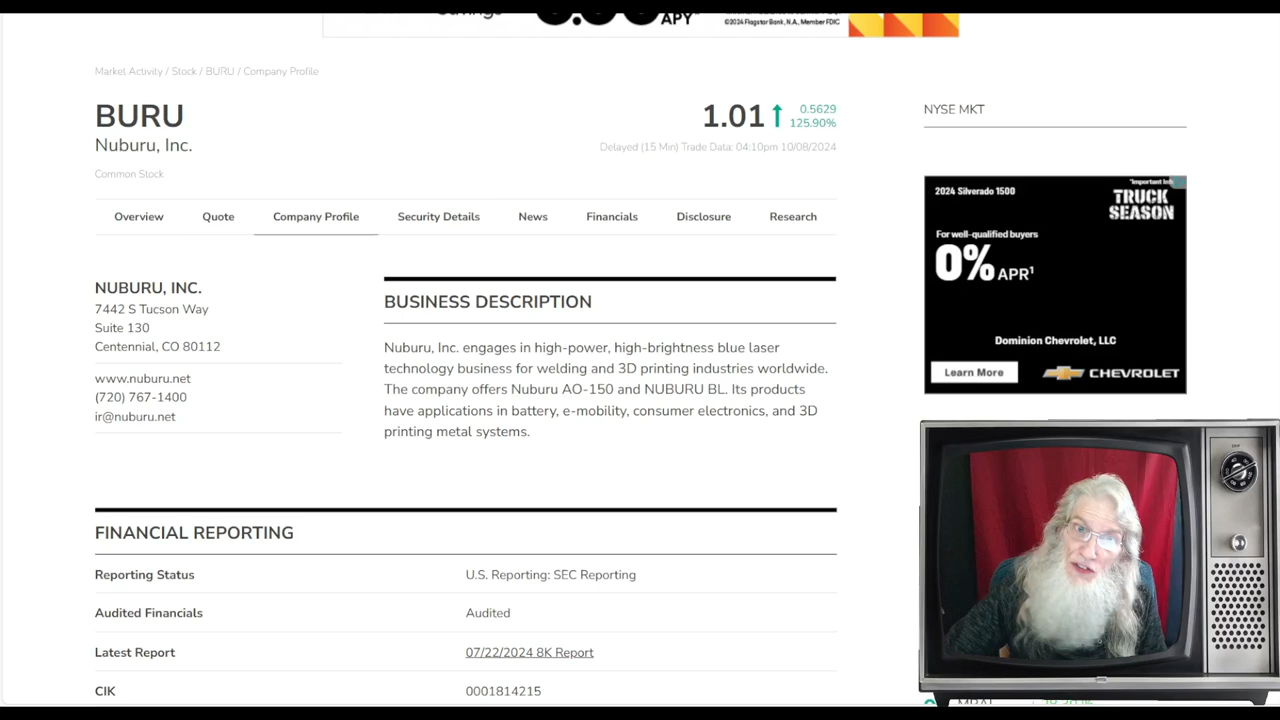 APY
©2024 Flagstar Bank, N.A., Member FDIC
Market Activity / Stock / BURU / Company Profile
BURU
Nuburu, Inc.
Common Stock
1.01
0.5629
125.90%
Delayed (15 Min) Trade Data: 04:10pm 10/08/2024
NYSE MKT
Overview
Quote
Company Profile
Security Details
News
Financials
Disclosure
Research
NUBURU, INC.
7442 S Tucson Way
Suite 130
Centennial, CO 80112
www.nuburu.net
(720) 767-1400
ir@nuburu.net
BUSINESS DESCRIPTION
Nuburu, Inc. engages in high-power, high-brightness blue laser
technology business for welding and 3D printing industries worldwide.
The company offers Nuburu AO-150 and NUBURU BL. Its products
have applications in battery, e-mobility, consumer electronics, and 3D
printing metal systems.
FINANCIAL REPORTING
Reporting Status
U.S. Reporting: SEC Reporting
Audited Financials
Audited
Latest Report
07/22/2024 8K Report
CIK
0001814215
2024 Silverado 1500
*Important Info
TRUCK
SEASON
For well-qualified buyers
0% APR¹
Dominion Chevrolet, LLC
Learn More
CHEVROLET